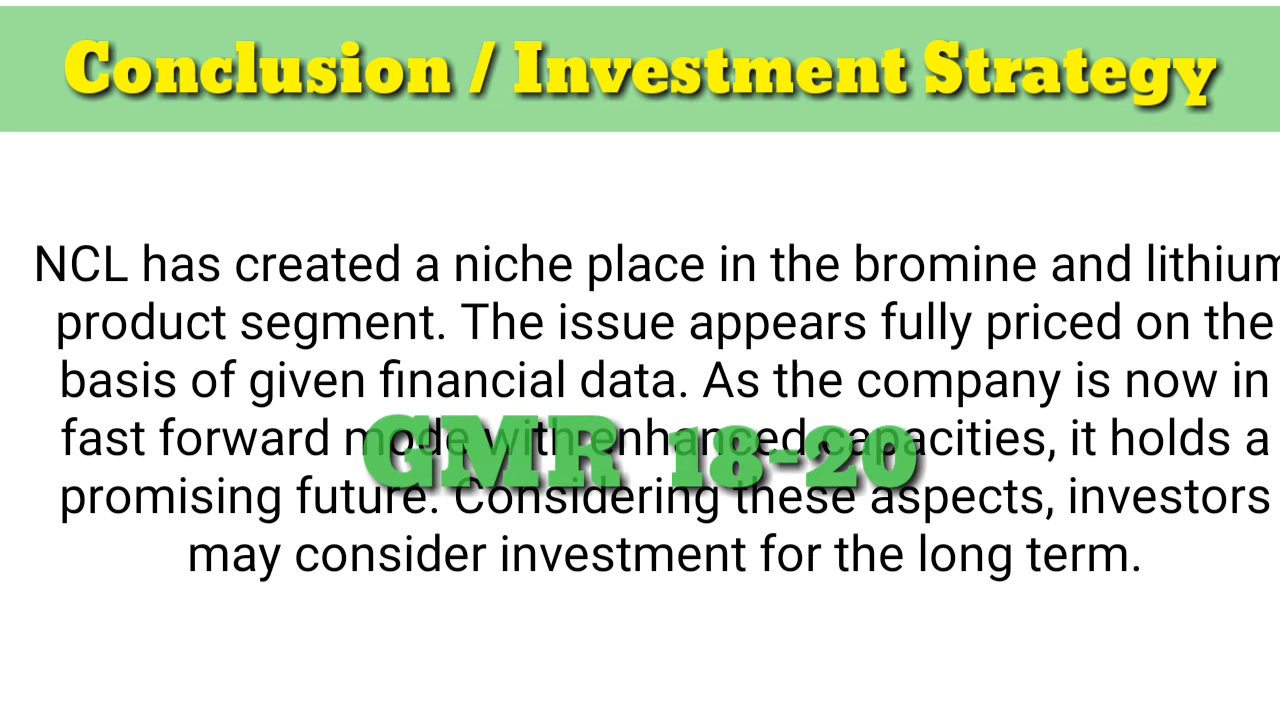 Conclusion / Investment Strategy
NCL has created a niche place in the bromine and lithium
product segment. The issue appears fully priced on the
basis of given financial data. As the company is now in
fast forward mode with enhanced capacities, it holds a
GMR 18-20
promising future. Considering these aspects, investors
may consider investment for the long term.